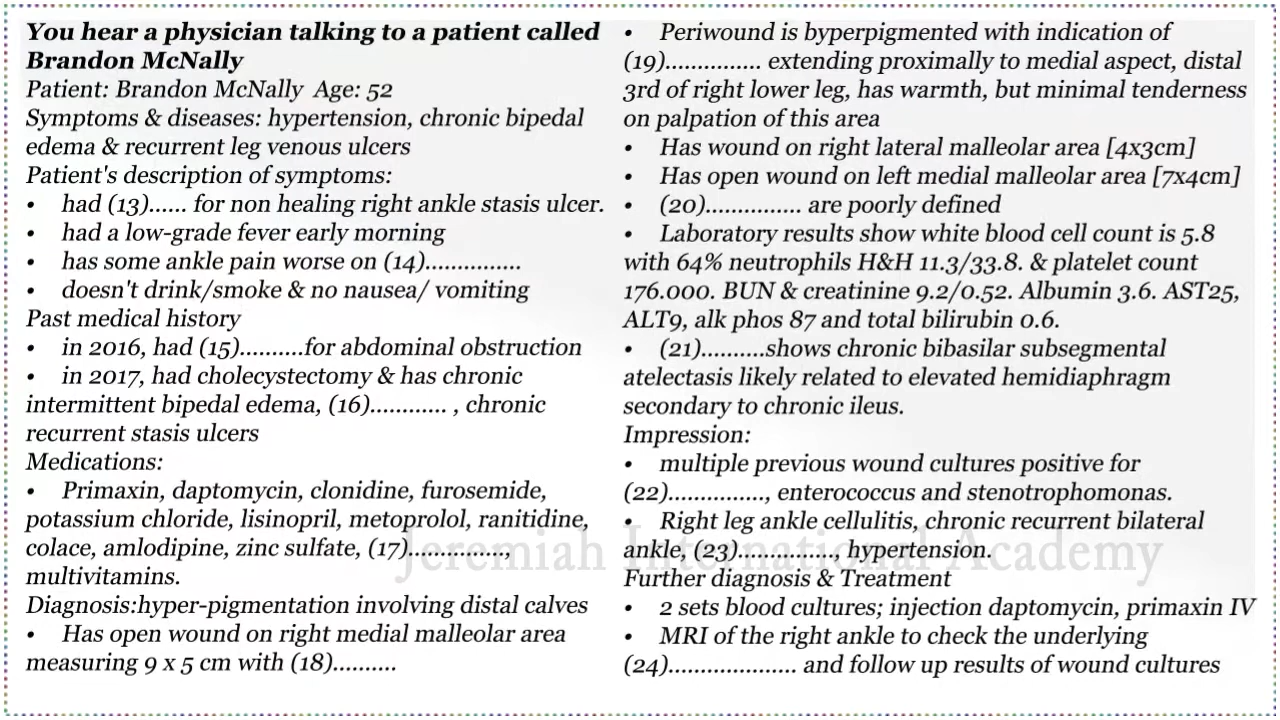 You hear a physician talking to a patient called
Brandon McNally
Patient: Brandon McNally Age: 52
Symptoms & diseases: hypertension, chronic bipedal
edema & recurrent leg venous ulcers
Patient's description of symptoms:
• had (13)...... for non healing right ankle stasis ulcer.
• had a low-grade fever early morning
• has some ankle pain worse on (14)...............
• doesn't drink/smoke & no nausea/ vomiting
Past medical history
• in 2016, had (15)..........for abdominal obstruction
• in 2017, had cholecystectomy & has chronic
intermittent bipedal edema, (16)............ , chronic
recurrent stasis ulcers
Medications:
• Primaxin, daptomycin, clonidine, furosemide,
potassium chloride, lisinopril, metoprolol, ranitidine,
colace, amlodipine, zinc sulfate, (17)...............,
multivitamins.
Diagnosis:hyper-pigmentation involving distal calves
• Has open wound on right medial malleolar area
measuring 9 x 5 cm with (18)..........
• Periwound is byperpigmented with indication of
(19)............... extending proximally to medial aspect, distal
3rd of right lower leg, has warmth, but minimal tenderness
on palpation of this area
• Has wound on right lateral malleolar area [4x3cm]
• Has open wound on left medial malleolar area [7x4cm]
• (20)............... are poorly defined
• Laboratory results show white blood cell count is 5.8
with 64% neutrophils H&H 11.3/33.8. & platelet count
176.000. BUN & creatinine 9.2/0.52. Albumin 3.6. AST25,
ALT9, alk phos 87 and total bilirubin 0.6.
• (21)..........shows chronic bibasilar subsegmental
atelectasis likely related to elevated hemidiaphragm
secondary to chronic ileus.
Impression:
• multiple previous wound cultures positive for
(22)..............., enterococcus and stenotrophomonas.
• Right leg ankle cellulitis, chronic recurrent bilateral
ankle, (23)..............., hypertension.
Further diagnosis & Treatment
• 2 sets blood cultures; injection daptomycin, primaxin IV
• MRI of the right ankle to check the underlying
(24).................... and follow up results of wound cultures
Jeremiah International Academy